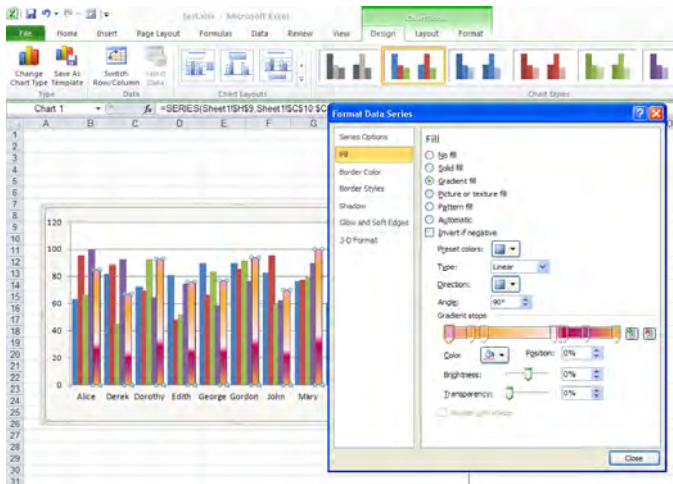 test.xlsx - Microsoft Excel
Chart Tools
File Home Insert Page Layout Formulas Data Review View Design Layout Format
Change Chart Type
Save As Template
Switch Row/Column
Select Data
Type Data Chart Layouts Chart Styles
Chart 1 fx =SERIES(Sheet1!$H$9,Sheet1!$C$10:$C
A B C D E F G
1
2
3
4
5
6
7
8
9
10
11
12
13
14
15
16
17
18
19
20
21
22
23
24
25
26
27
28
29
30
31
120
100
80
60
40
20
0
Alice Derek Dorothy Edith George Gordon John Mary
Format Data Series
Series Options
Fill
Border Color
Border Styles
Shadow
Glow and Soft Edges
3-D Format
Fill
No fill
Solid fill
Gradient fill
Picture or texture fill
Pattern fill
Automatic
Invert if negative
Preset colors:
Type: Linear
Direction:
Angle: 90°
Gradient stops
Color Position: 0%
Brightness: 0%
Transparency: 0%
Close